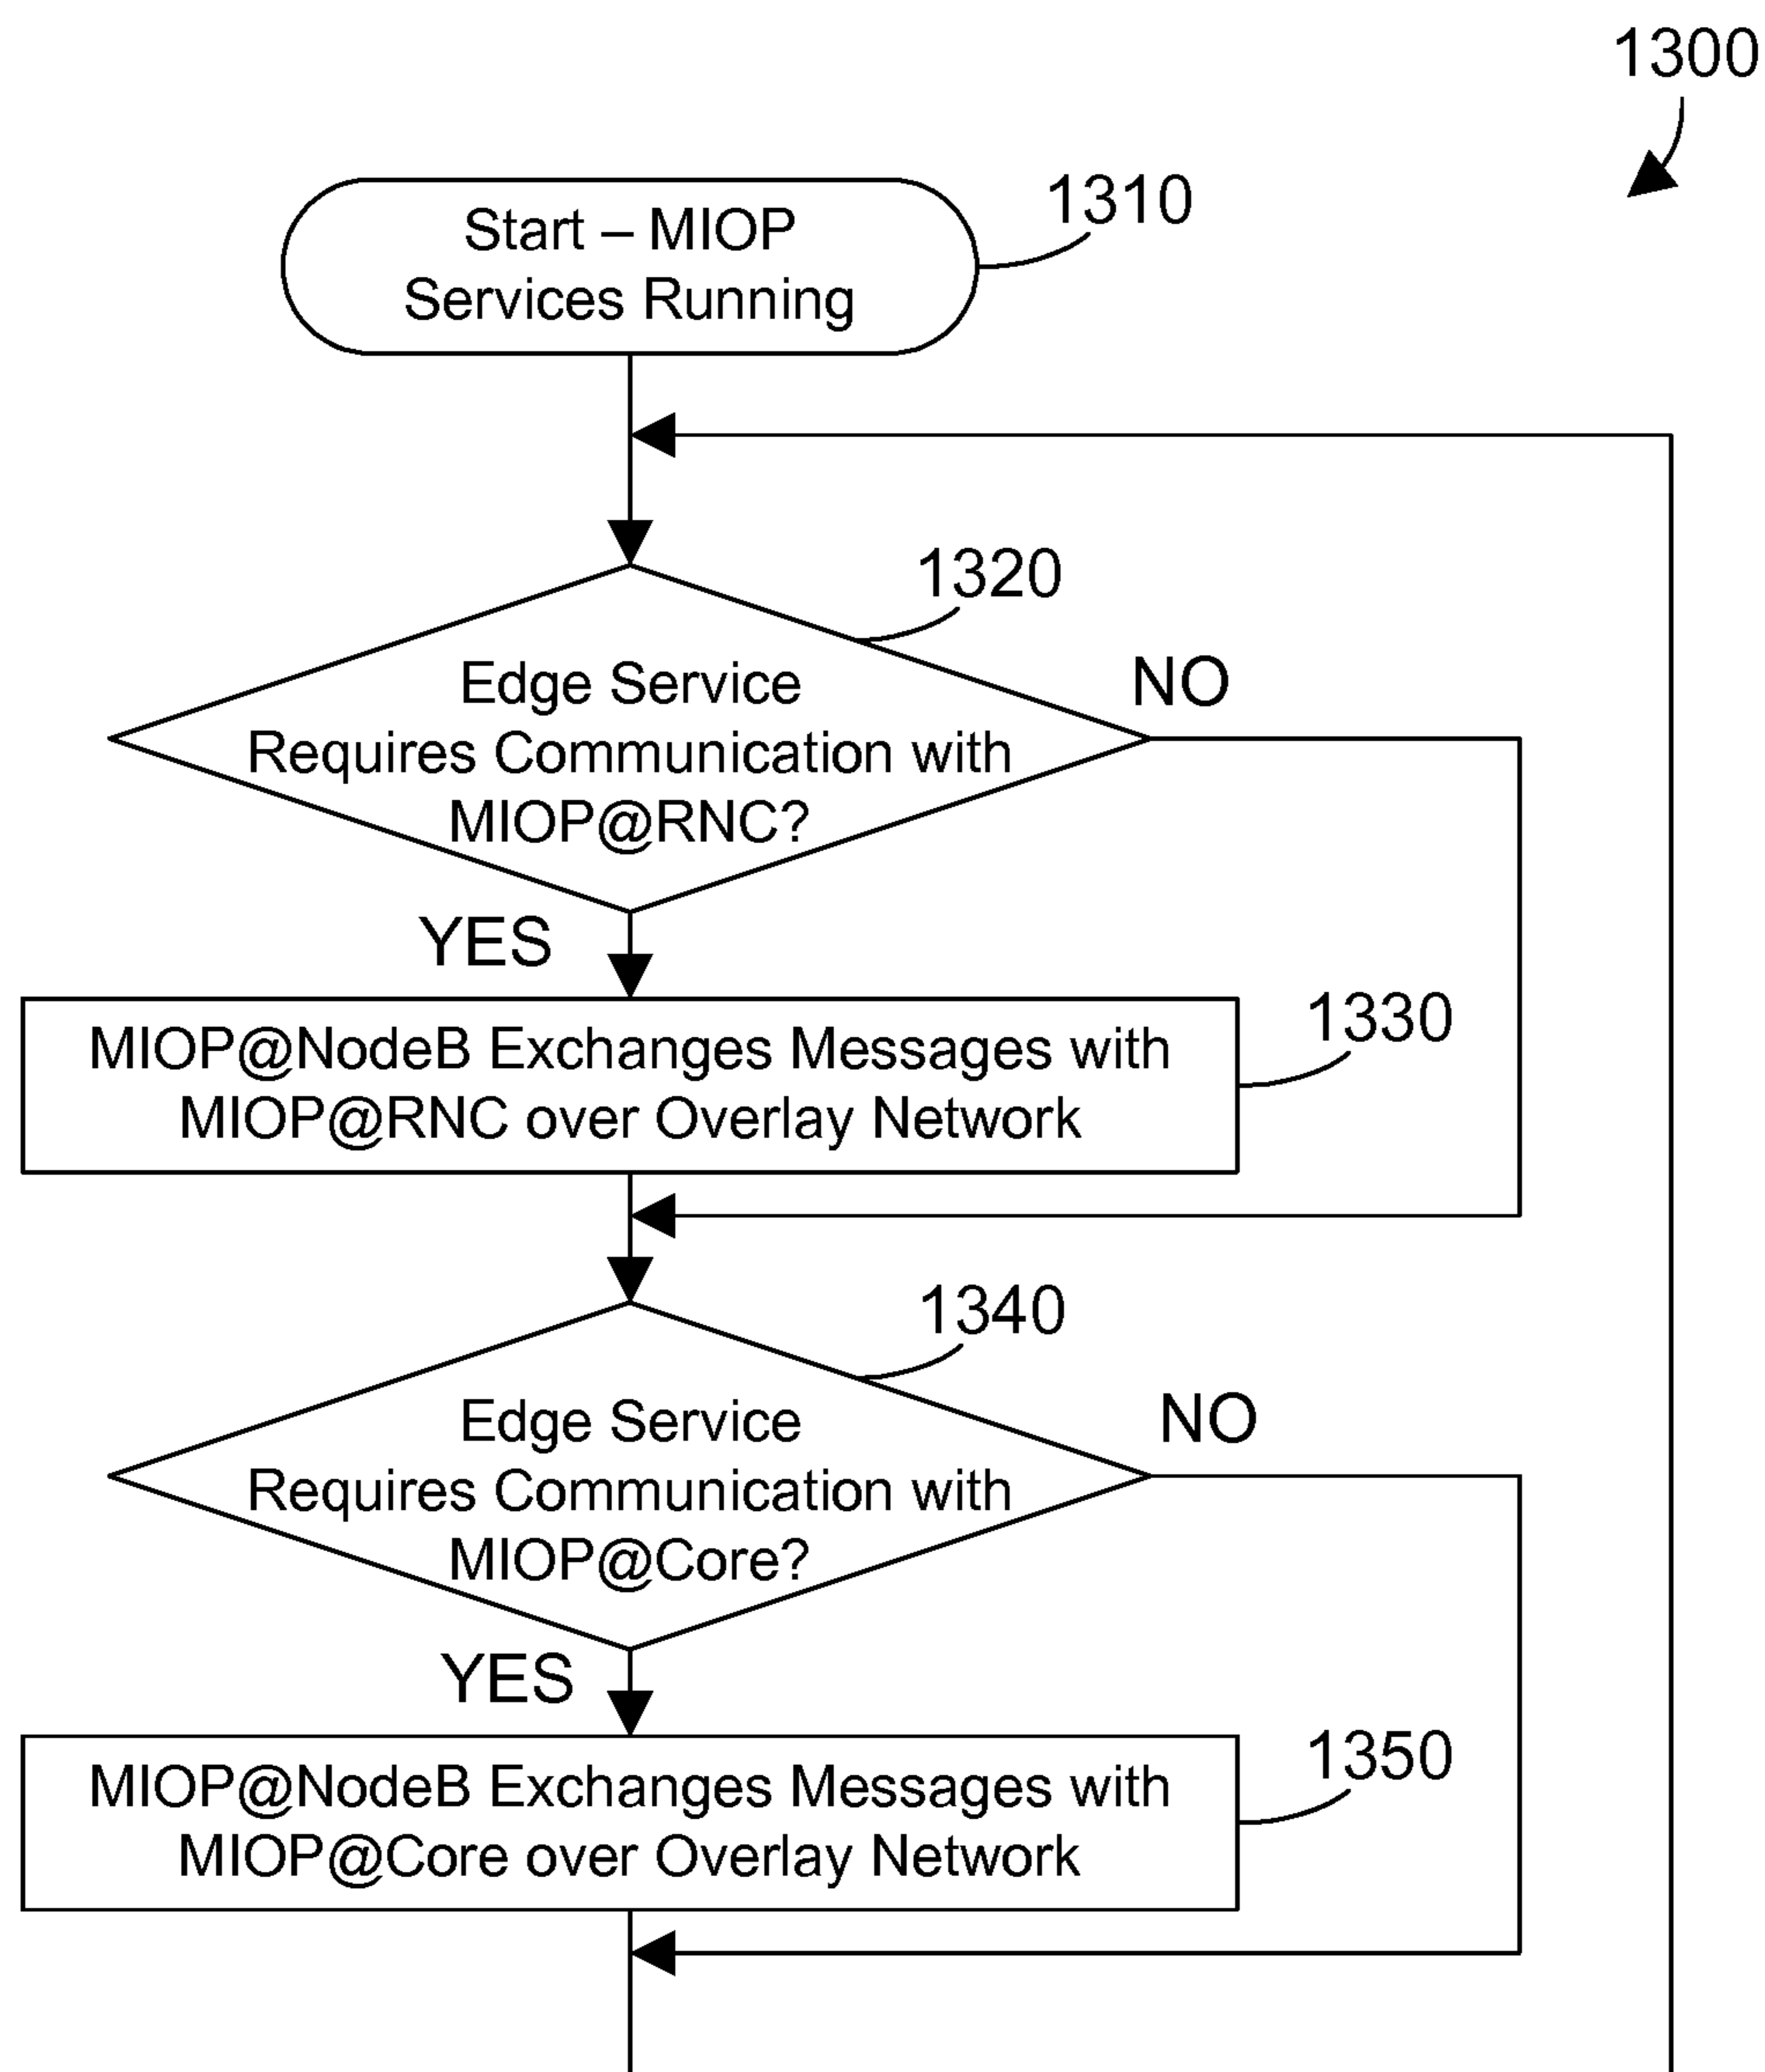 1300
Start – MIOP
Services Running
1310
1320
Edge Service
Requires Communication with
MIOP@RNC?
NO
YES
MIOP@NodeB Exchanges Messages with
MIOP@RNC over Overlay Network
1330
1340
Edge Service
Requires Communication with
MIOP@Core?
NO
YES
MIOP@NodeB Exchanges Messages with
MIOP@Core over Overlay Network
1350